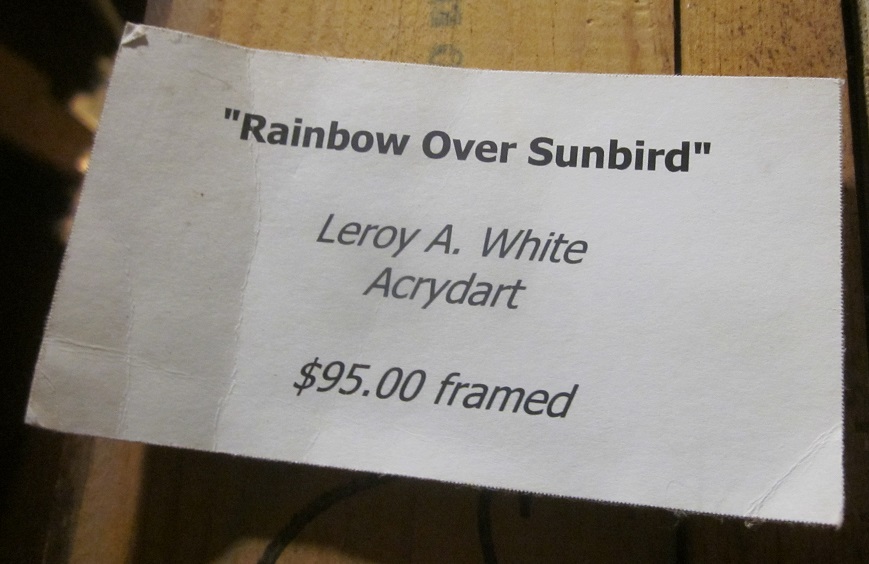 "Rainbow Over Sunbird"
Leroy A. White
Acrydart
$95.00 framed